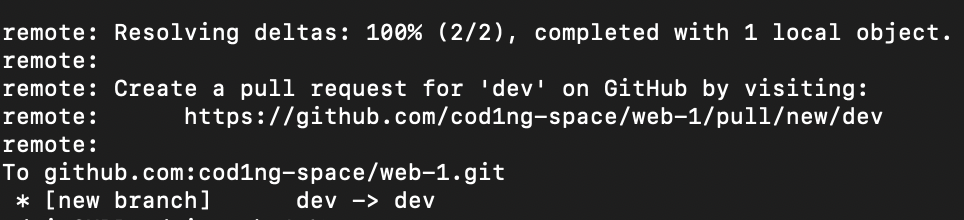 remote: Resolving deltas: 100% (2/2), completed with 1 local object.
remote:
remote: Create a pull request for 'dev' on GitHub by visiting:
remote:      https://github.com/cod1ng-space/web-1/pull/new/dev
remote:
To github.com:cod1ng-space/web-1.git
 * [new branch]      dev -> dev